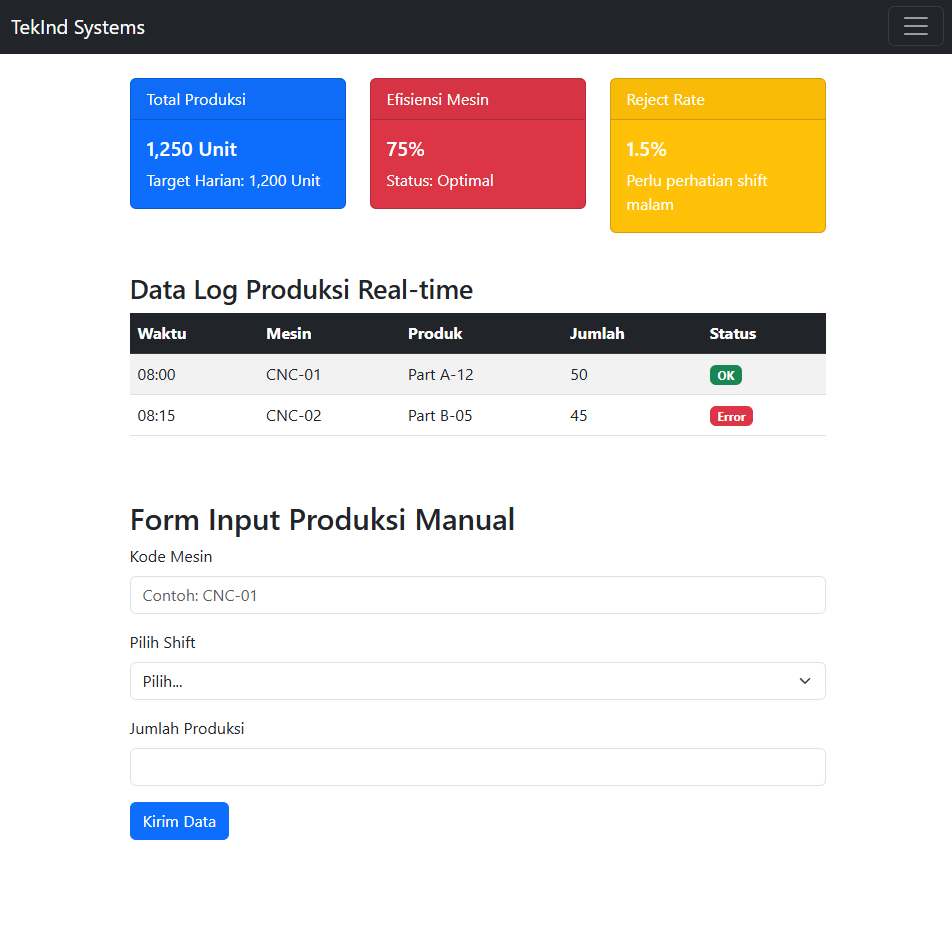 TekInd Systems
Total Produksi
1,250 Unit
Target Harian: 1,200 Unit
Efisiensi Mesin
75%
Status: Optimal
Reject Rate
1.5%
Perlu perhatian shift
malam
Data Log Produksi Real-time
Waktu Mesin Produk Jumlah Status
08:00 CNC-01 Part A-12 50 OK
08:15 CNC-02 Part B-05 45 Error
Form Input Produksi Manual
Kode Mesin
Contoh: CNC-01
Pilih Shift
Pilih...
Jumlah Produksi
Kirim Data